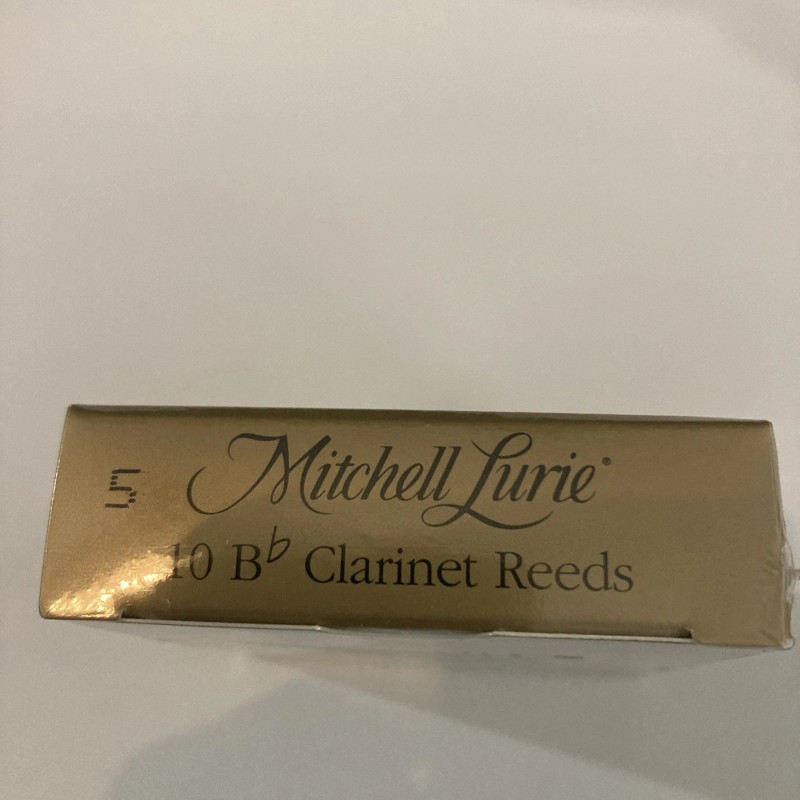 5
Mitchell Lurie®
10 B♭ Clarinet Reeds